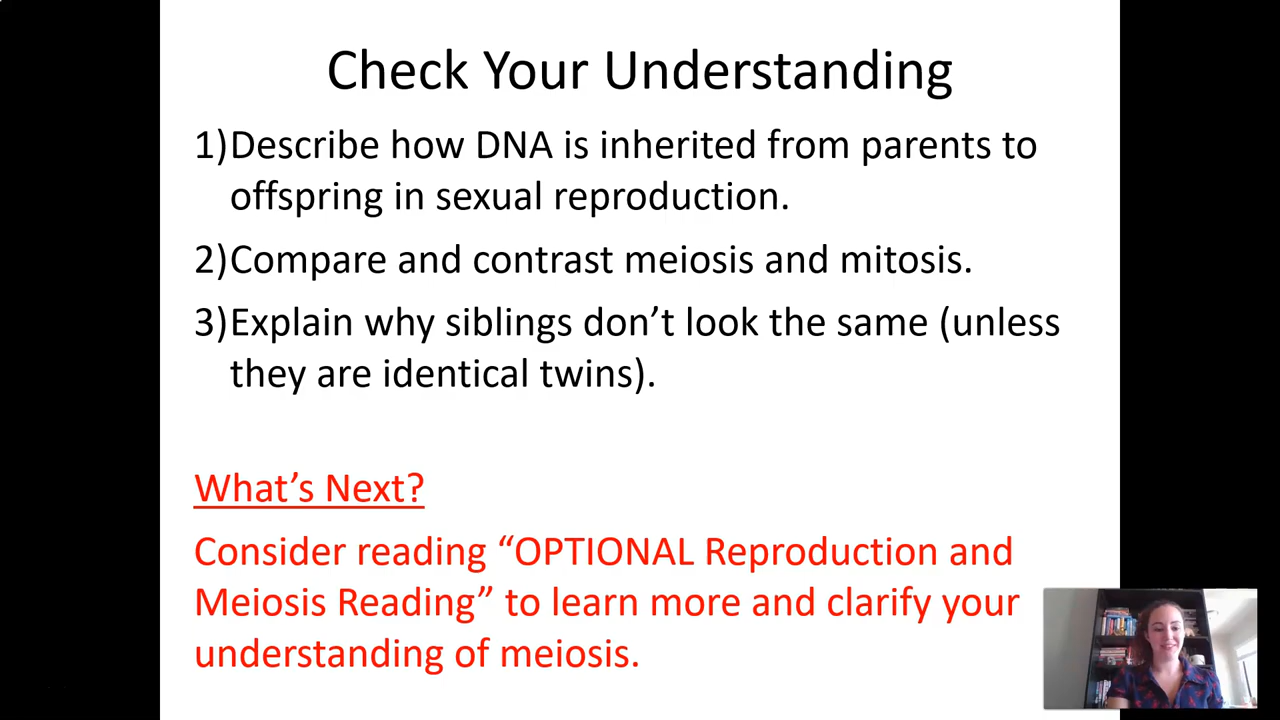 Check Your Understanding
1)Describe how DNA is inherited from parents to
offspring in sexual reproduction.
2)Compare and contrast meiosis and mitosis.
3)Explain why siblings don’t look the same (unless
they are identical twins).
What’s Next?
Consider reading “OPTIONAL Reproduction and
Meiosis Reading” to learn more and clarify your
understanding of meiosis.